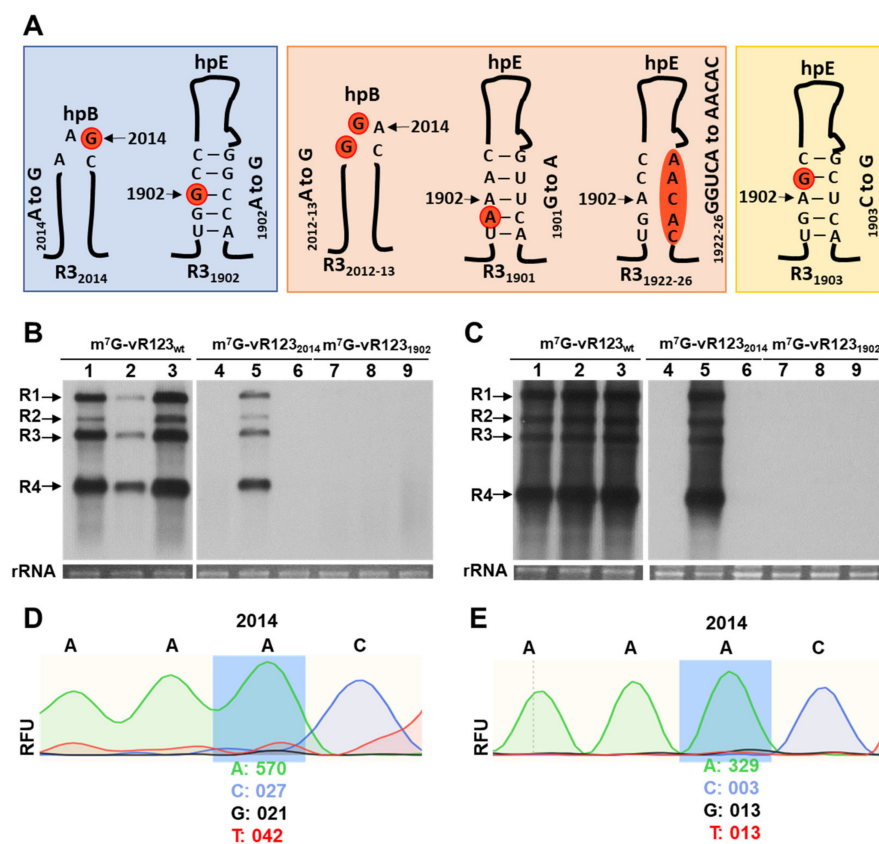 A
hpB
A G
A C
2014
2014A to G
R32014
hpE
C – G
C – G
G – C
G – C
U – A
1902
1902A to G
R31902
hpB
G A
G C
2014
2012-13A to G
R32012-13
hpE
C – G
A – U
A – U
A – C
U – A
1902
1901G to A
R31901
hpE
C A
C A
A C
G A
U C
1902
1922-26GGUCA to AACAC
R31922-26
hpE
C – G
G – C
A – U
G – C
U – A
1902
1903C to G
R31903
B
m7G-vR123wt m7G-vR1232014 m7G-vR1231902
1 2 3 4 5 6 7 8 9
R1
R2
R3
R4
rRNA
C
m7G-vR123wt m7G-vR1232014 m7G-vR1231902
1 2 3 4 5 6 7 8 9
R1
R2
R3
R4
rRNA
D
2014
A A A C
RFU
A: 570
C: 027
G: 021
T: 042
E
2014
A A A C
RFU
A: 329
C: 003
G: 013
T: 013